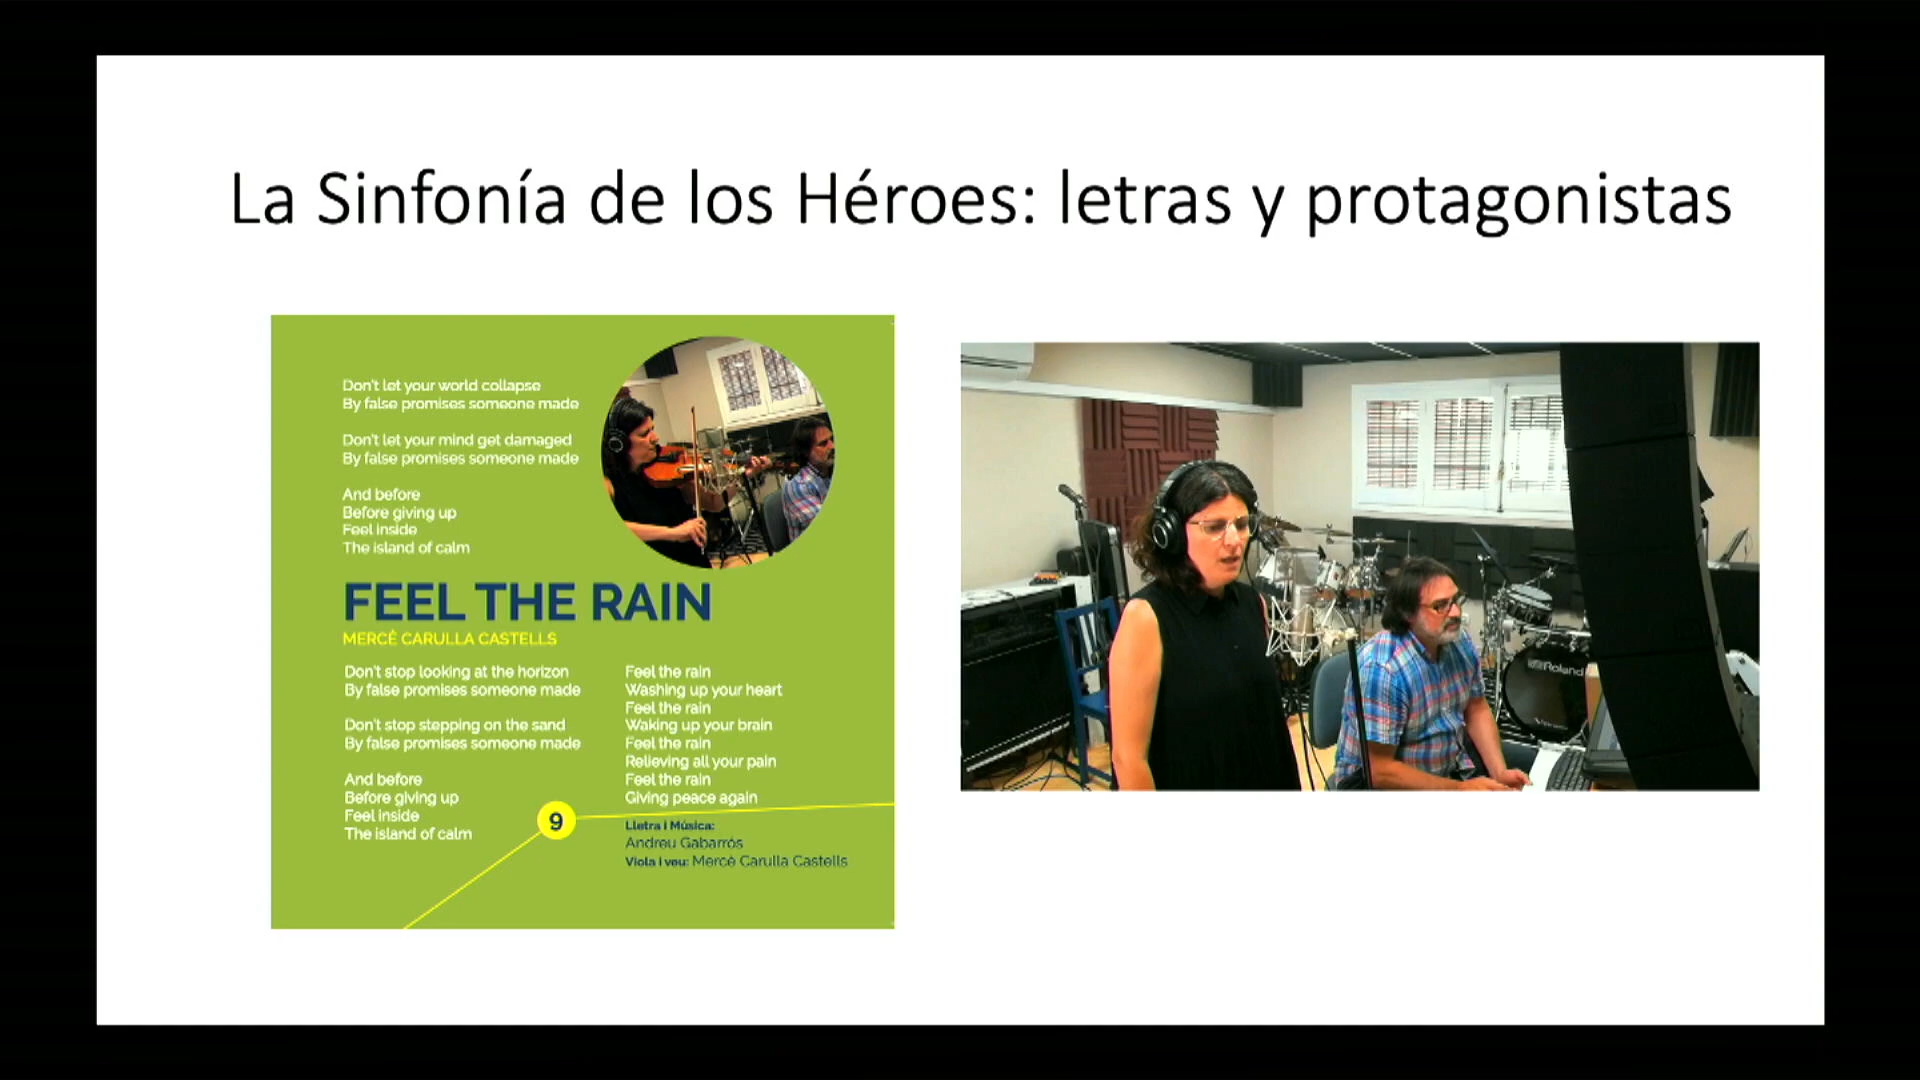 La Sinfonía de los Héroes: letras y protagonistas
Don't let your world collapse
By false promises someone made
Don't let your mind get damaged
By false promises someone made
And before
Before giving up
Feel inside
The island of calm
FEEL THE RAIN
MERCÈ CARULLA CASTELLS
Don't stop looking at the horizon
By false promises someone made
Don't stop stepping on the sand
By false promises someone made
And before
Before giving up
Feel inside
The island of calm
9
Feel the rain
Washing up your heart
Feel the rain
Waking up your brain
Feel the rain
Relieving all your pain
Feel the rain
Giving peace again
Lletra i Música:
Andreu Gabarrós
Viola i veu: Mercè Carulla Castells
Roland